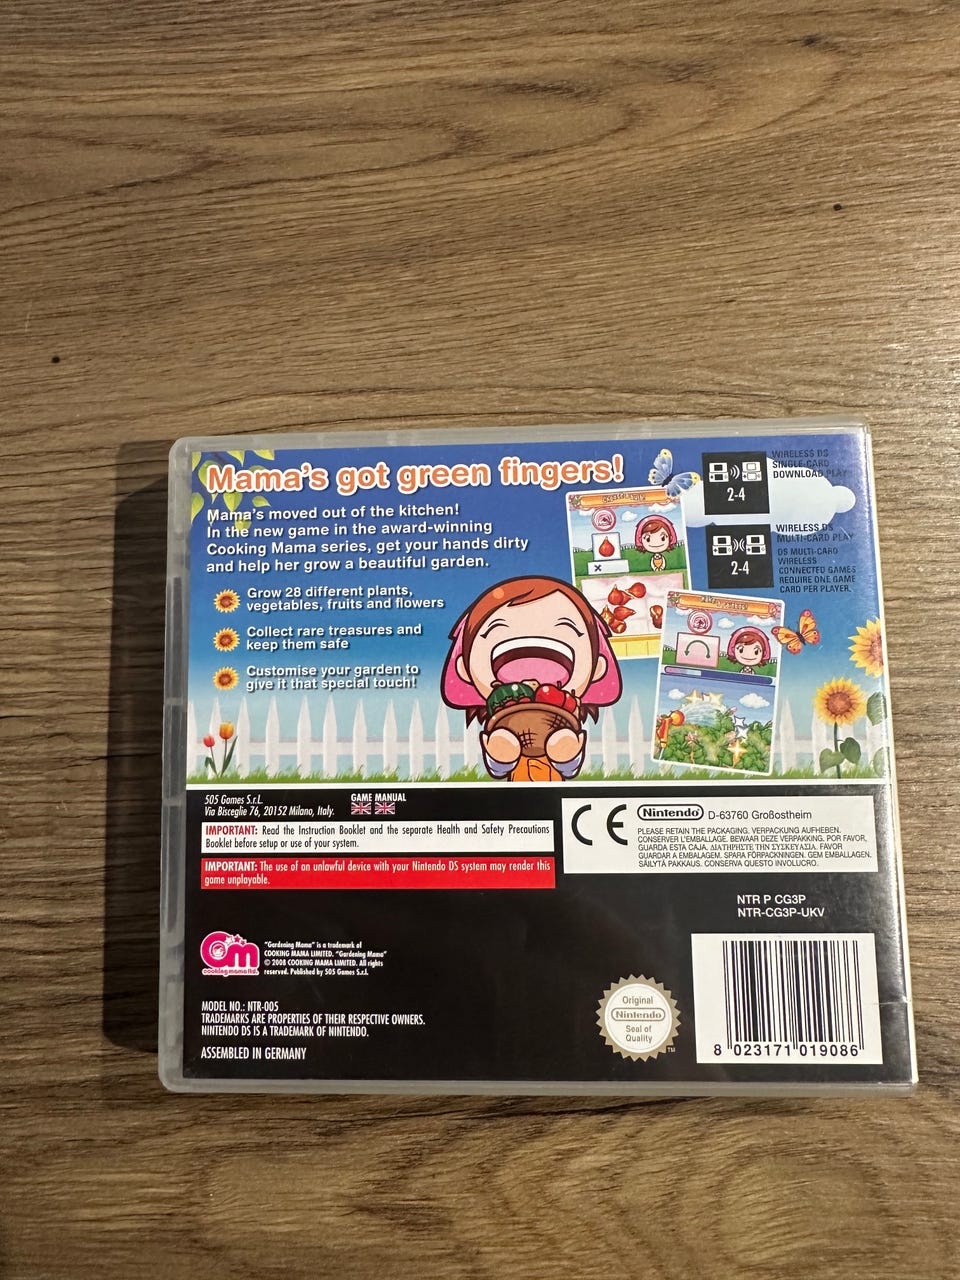 Mama's got green fingers!
Mama's moved out of the kitchen!
In the new game in the award-winning
Cooking Mama series, get your hands dirty
and help her grow a beautiful garden.
Grow 28 different plants,
vegetables, fruits and flowers
Collect rare treasures and
keep them safe
Customise your garden to
give it that special touch!
2-4
WIRELESS DS
SINGLE-CARD
DOWNLOAD PLAY
2-4
WIRELESS DS
MULTI-CARD PLAY
DS MULTI-CARD
WIRELESS
CONNECTED GAMES
REQUIRE ONE GAME
CARD PER PLAYER.
505 Games S.r.L.
Via Bisceglie 76, 20152 Milano, Italy.
GAME MANUAL
IMPORTANT: Read the Instruction Booklet and the separate Health and Safety Precautions
Booklet before setup or use of your system.
IMPORTANT: The use of an unlawful device with your Nintendo DS system may render this
game unplayable.
CE
Nintendo
D-63760 Großostheim
PLEASE RETAIN THE PACKAGING. VERPACKUNG AUFHEBEN.
CONSERVER L'EMBALLAGE. BEWAAR DEZE VERPAKKING. POR FAVOR,
GUARDA ESTA CAJA. ΔΙΑΤΗΡΗΣΤΕ ΤΗΝ ΣΥΣΚΕΥΑΣΙΑ. FAVOR
GUARDAR A EMBALAGEM. SPARA FÖRPACKNINGEN. GEM EMBALLAGEN.
SÄILYTÄ PAKKAUS. CONSERVA QUESTO INVOLUCRO.
NTR P CG3P
NTR-CG3P-UKV
cooking mama ltd.
"Gardening Mama" is a trademark of
COOKING MAMA LIMITED. "Gardening Mama"
© 2008 COOKING MAMA LIMITED. All rights
reserved. Published by 505 Games S.r.l.
MODEL NO.: NTR-005
TRADEMARKS ARE PROPERTIES OF THEIR RESPECTIVE OWNERS.
NINTENDO DS IS A TRADEMARK OF NINTENDO.
ASSEMBLED IN GERMANY
Original
Nintendo
Seal of
Quality
TM
8 023171 019086